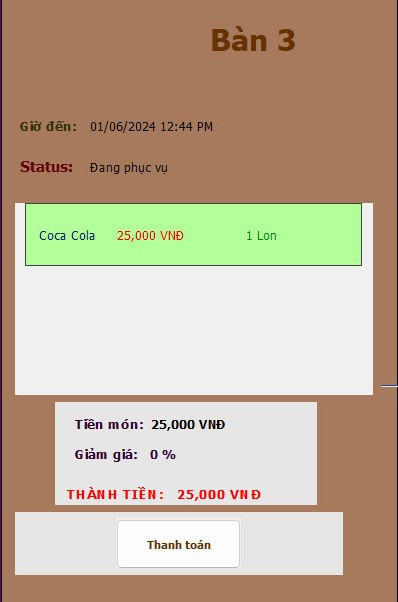 Bàn 3
Giờ đến: 01/06/2024 12:44 PM
Status: Đang phục vụ
Coca Cola 25,000 VNĐ 1 Lon
Tiền món: 25,000 VNĐ
Giảm giá: 0 %
THÀNH TIỀN: 25,000 VNĐ
Thanh toán